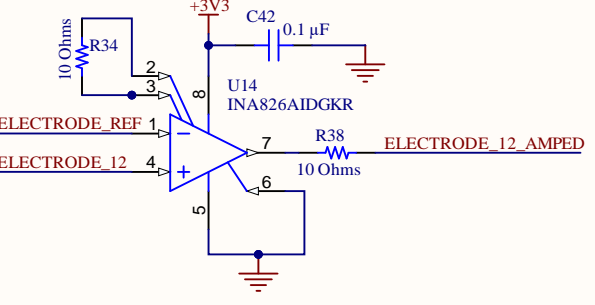 +3V3
C42
0.1 µF
10 Ohms
R34
2
3
8
U14
INA826AIDGKR
ELECTRODE_REF
1
7
R38
10 Ohms
ELECTRODE_12_AMPED
ELECTRODE_12
4
5
6